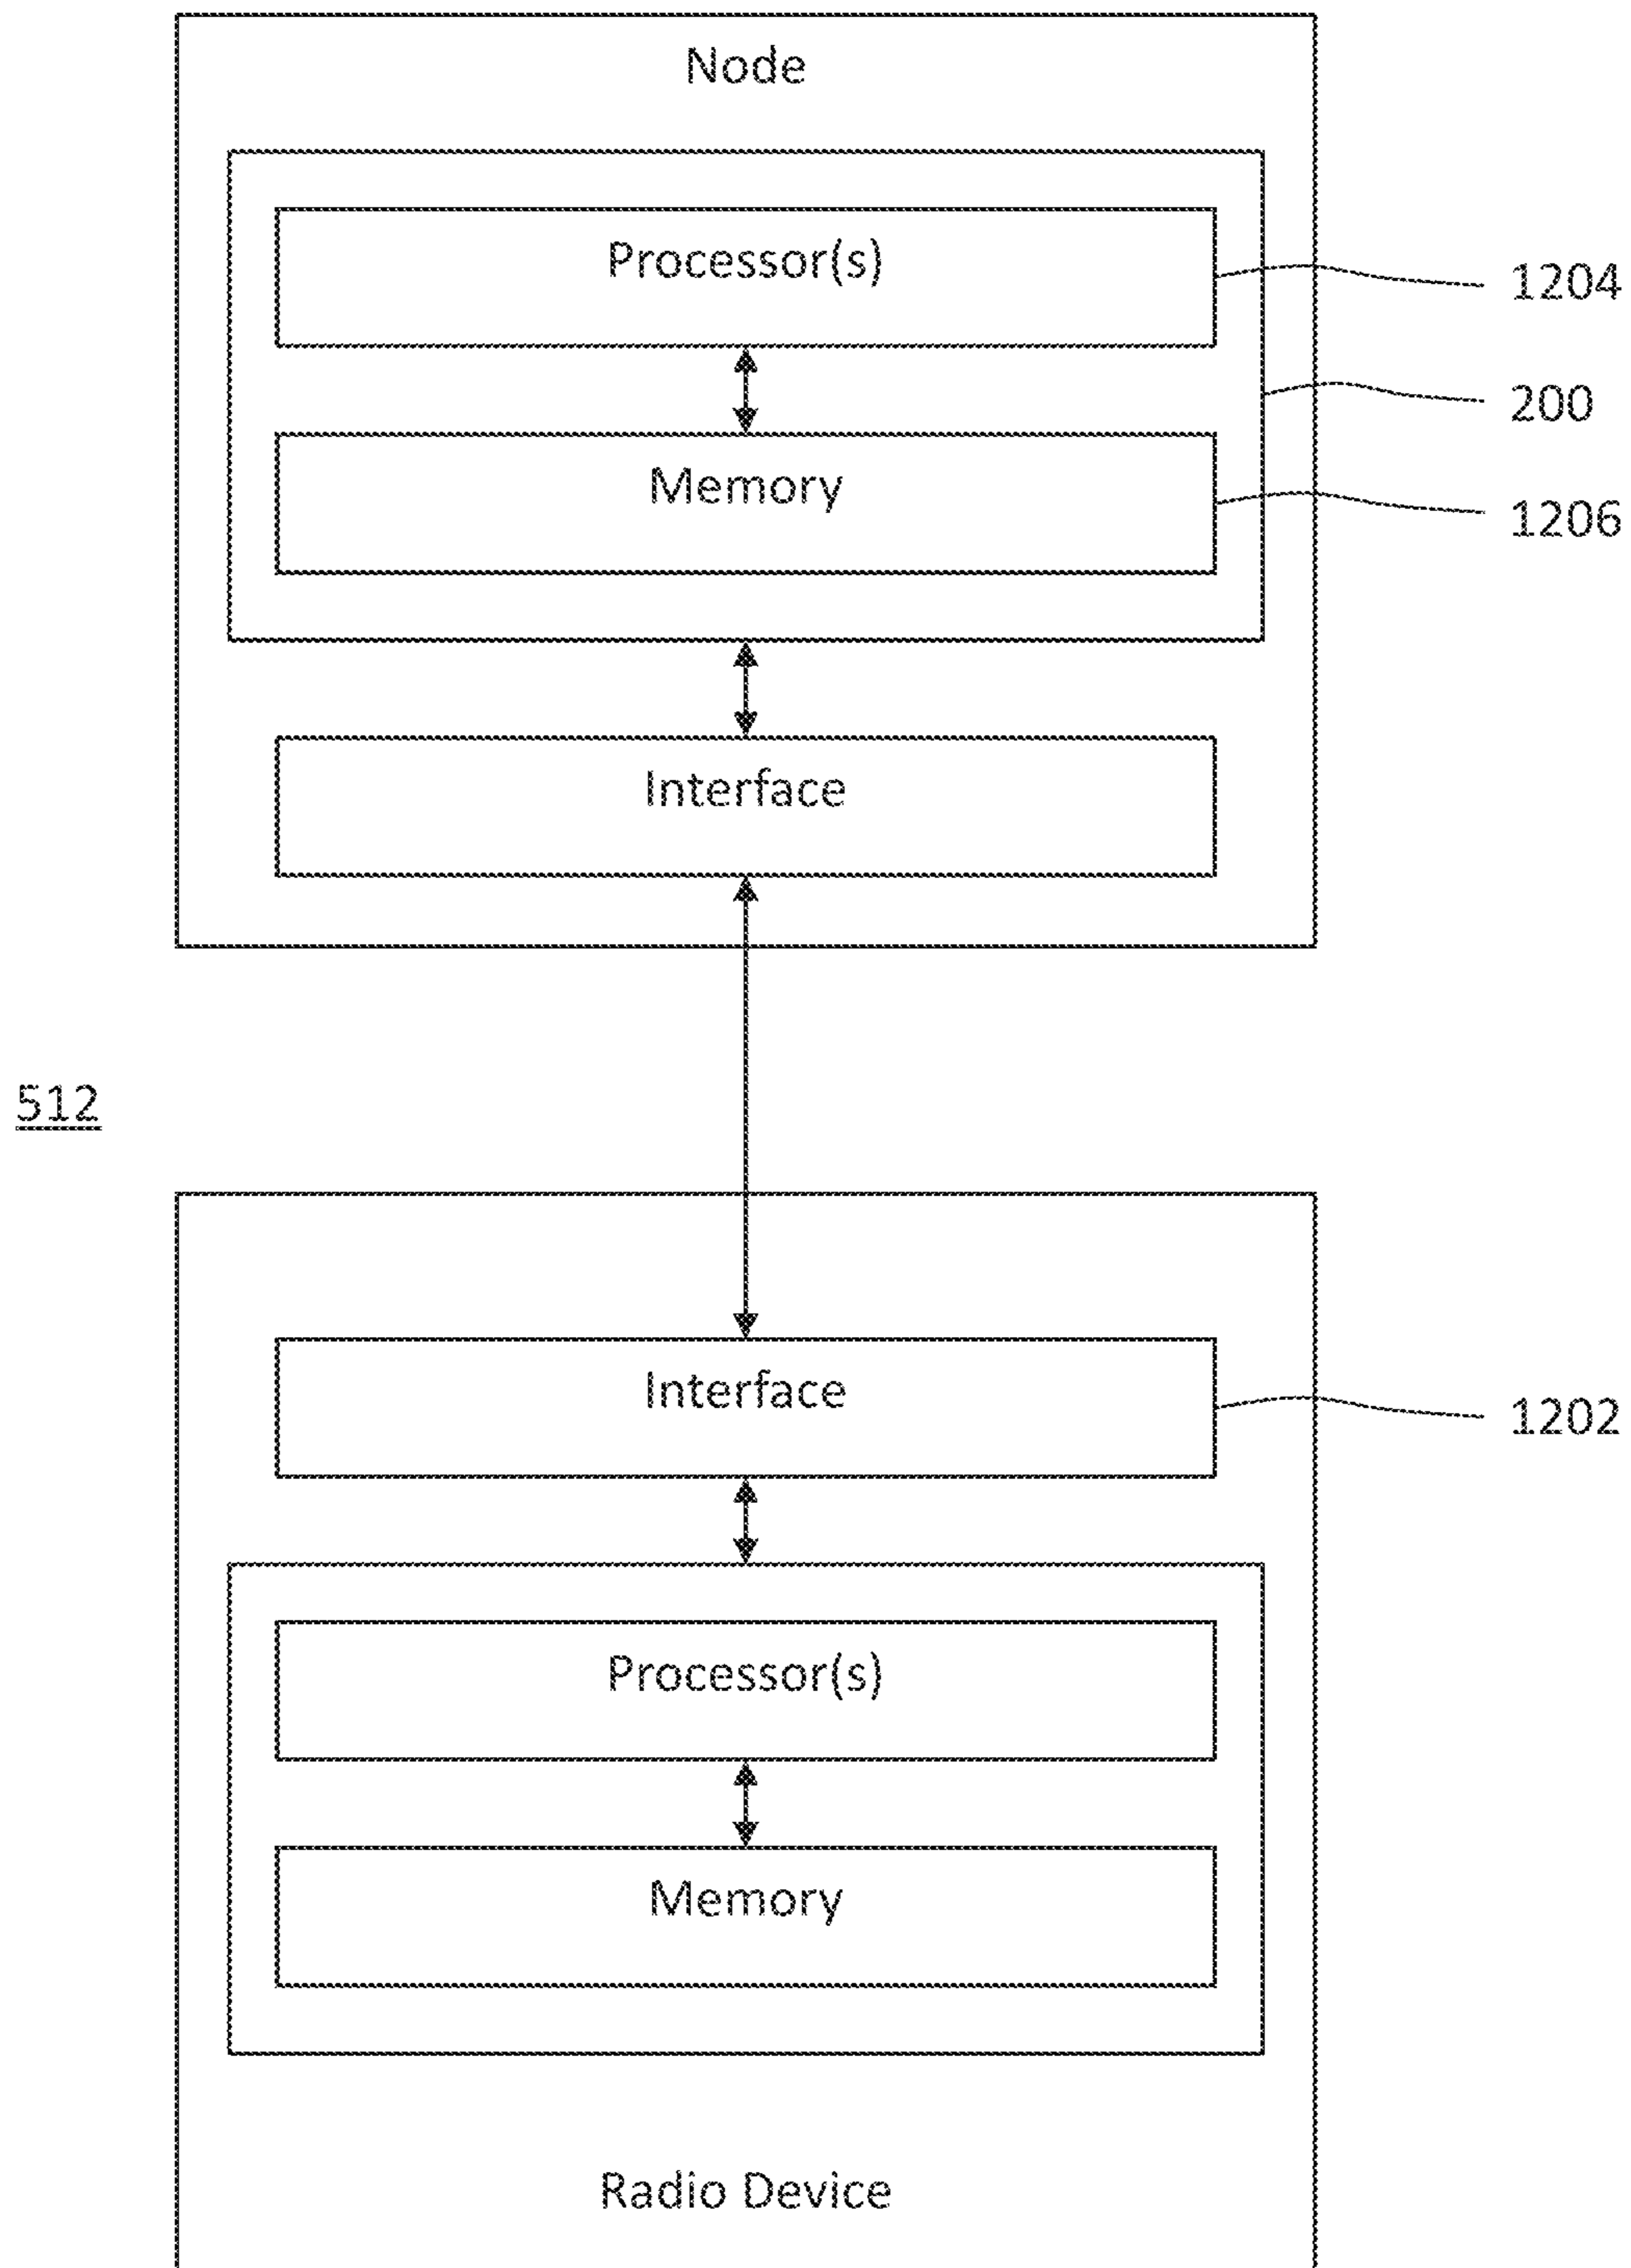 Node
Processor(s)
1204
200
Memory
1206
Interface
512
Interface
1202
Processor(s)
Memory
Radio Device